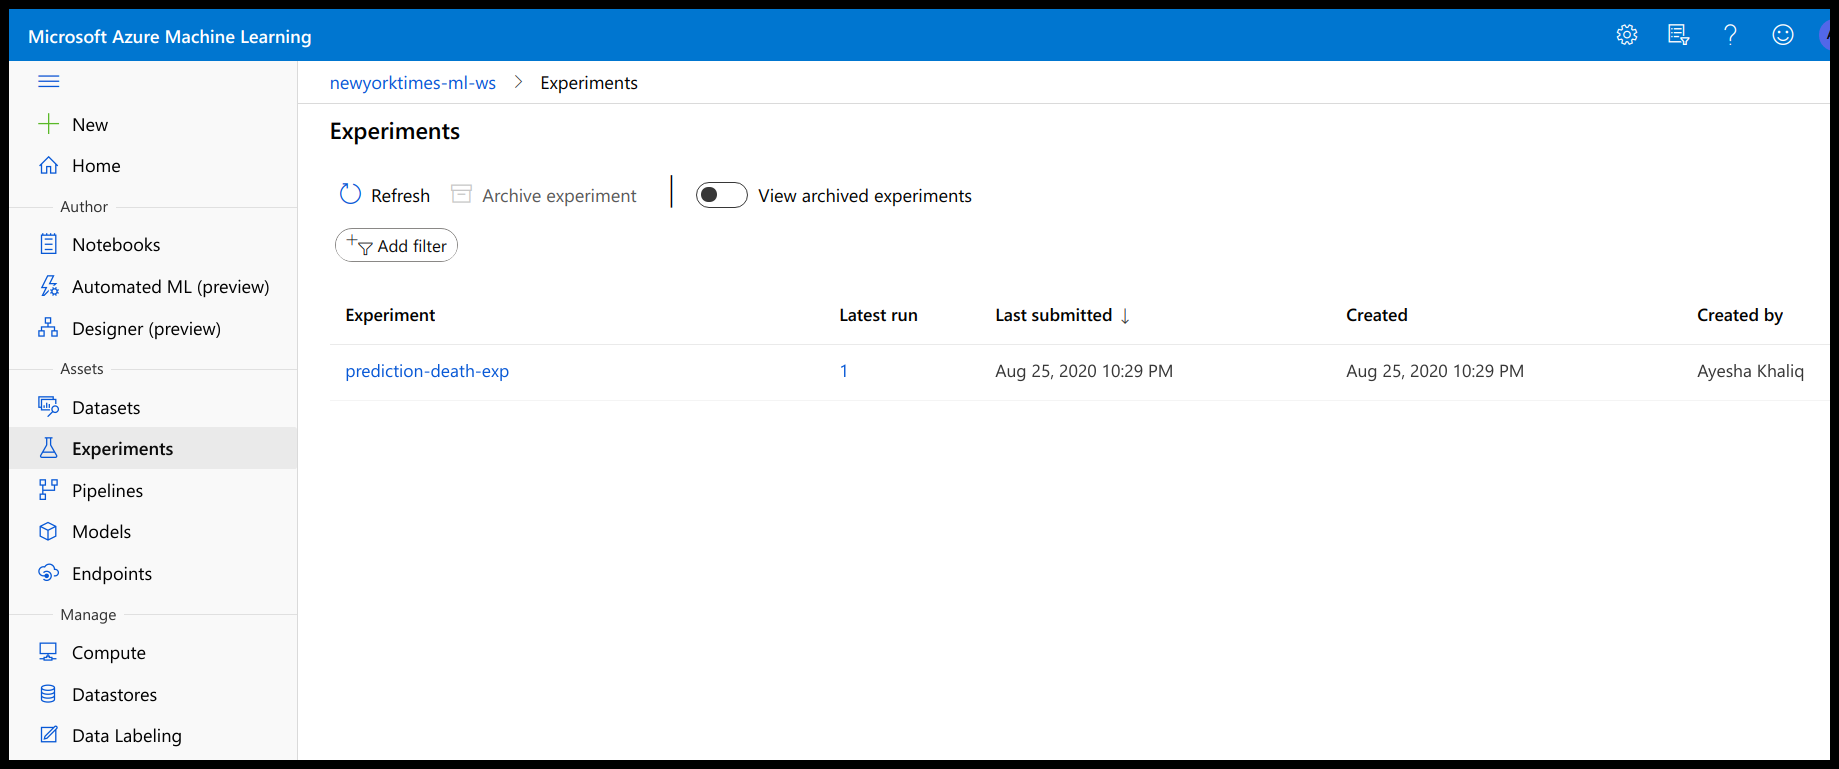 Microsoft Azure Machine Learning
newyorktimes-ml-ws > Experiments
New
Home
Author
Notebooks
Automated ML (preview)
Designer (preview)
Assets
Datasets
Experiments
Pipelines
Models
Endpoints
Manage
Compute
Datastores
Data Labeling
Experiments
Refresh Archive experiment View archived experiments
Add filter
Experiment Latest run Last submitted ↓ Created Created by
prediction-death-exp 1 Aug 25, 2020 10:29 PM Aug 25, 2020 10:29 PM Ayesha Khaliq